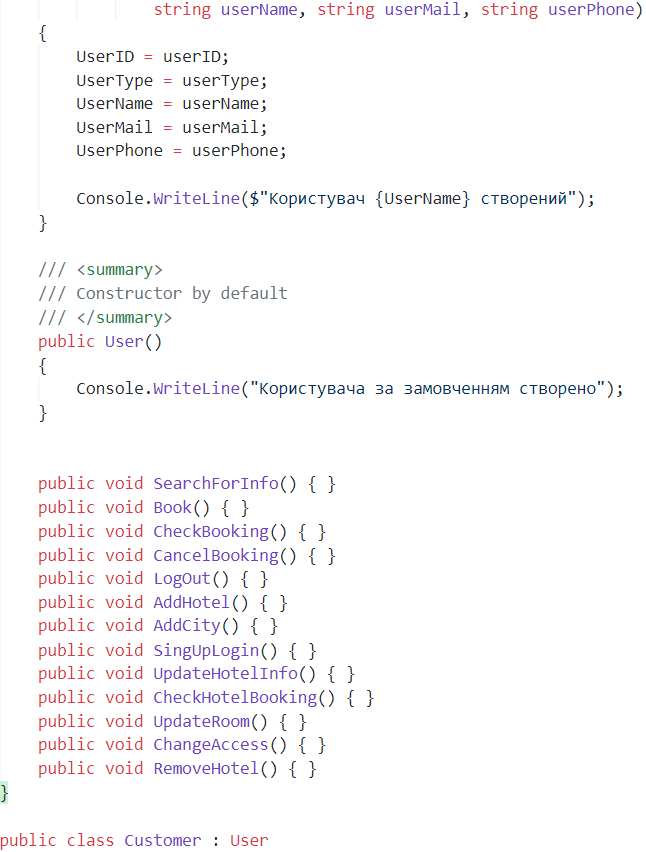 string userName, string userMail, string userPhone)
{
UserID = userID;
UserType = userType;
UserName = userName;
UserMail = userMail;
UserPhone = userPhone;
Console.WriteLine($"Користувач {UserName} створений");
}
/// <summary>
/// Constructor by default
/// </summary>
public User()
{
Console.WriteLine("Користувача за замовченням створено");
}
public void SearchForInfo() { }
public void Book() { }
public void CheckBooking() { }
public void CancelBooking() { }
public void LogOut() { }
public void AddHotel() { }
public void AddCity() { }
public void SingUpLogin() { }
public void UpdateHotelInfo() { }
public void CheckHotelBooking() { }
public void UpdateRoom() { }
public void ChangeAccess() { }
public void RemoveHotel() { }
}
public class Customer : User